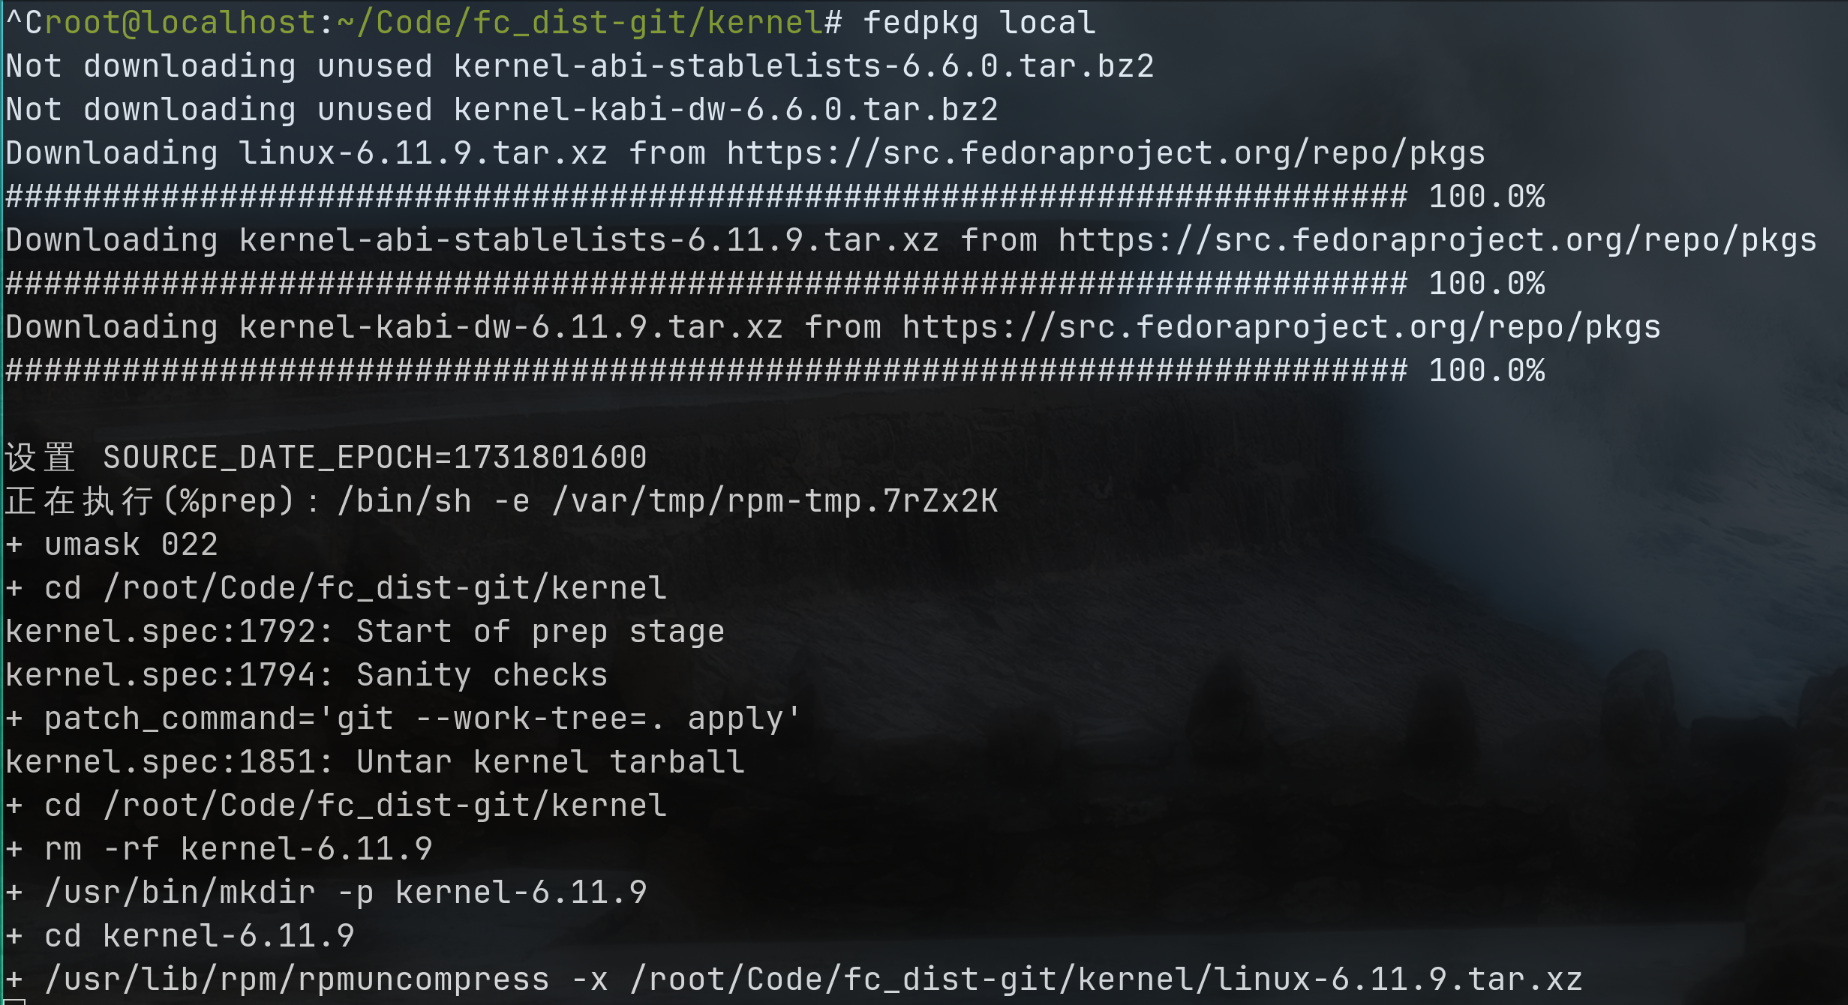 ^Croot@localhost:~/Code/fc_dist-git/kernel# fedpkg local
Not downloading unused kernel-abi-stablelists-6.6.0.tar.bz2
Not downloading unused kernel-kabi-dw-6.6.0.tar.bz2
Downloading linux-6.11.9.tar.xz from https://src.fedoraproject.org/repo/pkgs
######################################################################## 100.0%
Downloading kernel-abi-stablelists-6.11.9.tar.xz from https://src.fedoraproject.org/repo/pkgs
######################################################################## 100.0%
Downloading kernel-kabi-dw-6.11.9.tar.xz from https://src.fedoraproject.org/repo/pkgs
######################################################################## 100.0%
设置 SOURCE_DATE_EPOCH=1731801600
正在执行(%prep)：/bin/sh -e /var/tmp/rpm-tmp.7rZx2K
+ umask 022
+ cd /root/Code/fc_dist-git/kernel
kernel.spec:1792: Start of prep stage
kernel.spec:1794: Sanity checks
+ patch_command='git --work-tree=. apply'
kernel.spec:1851: Untar kernel tarball
+ cd /root/Code/fc_dist-git/kernel
+ rm -rf kernel-6.11.9
+ /usr/bin/mkdir -p kernel-6.11.9
+ cd kernel-6.11.9
+ /usr/lib/rpm/rpmuncompress -x /root/Code/fc_dist-git/kernel/linux-6.11.9.tar.xz